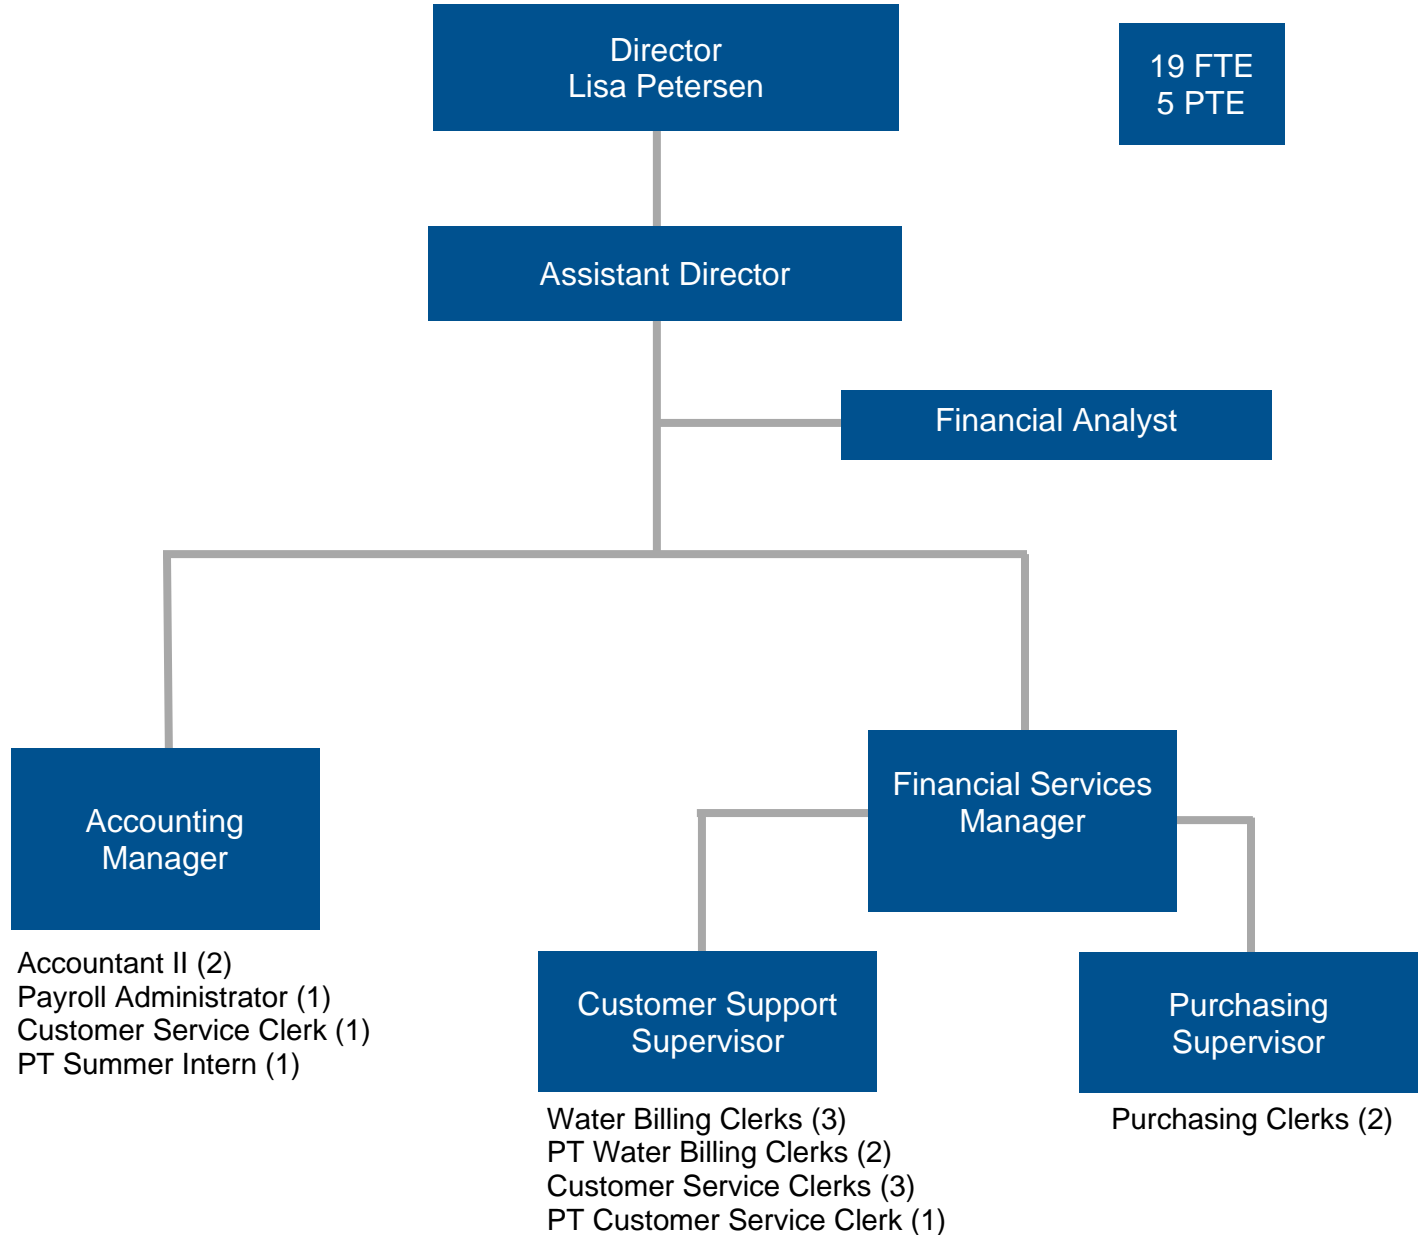 Director
Lisa Petersen
19 FTE
5 PTE
Assistant Director
Financial Analyst
Accounting
Manager
Accountant II (2)
Payroll Administrator (1)
Customer Service Clerk (1)
PT Summer Intern (1)
Financial Services
Manager
Customer Support
Supervisor
Water Billing Clerks (3)
PT Water Billing Clerks (2)
Customer Service Clerks (3)
PT Customer Service Clerk (1)
Purchasing
Supervisor
Purchasing Clerks (2)